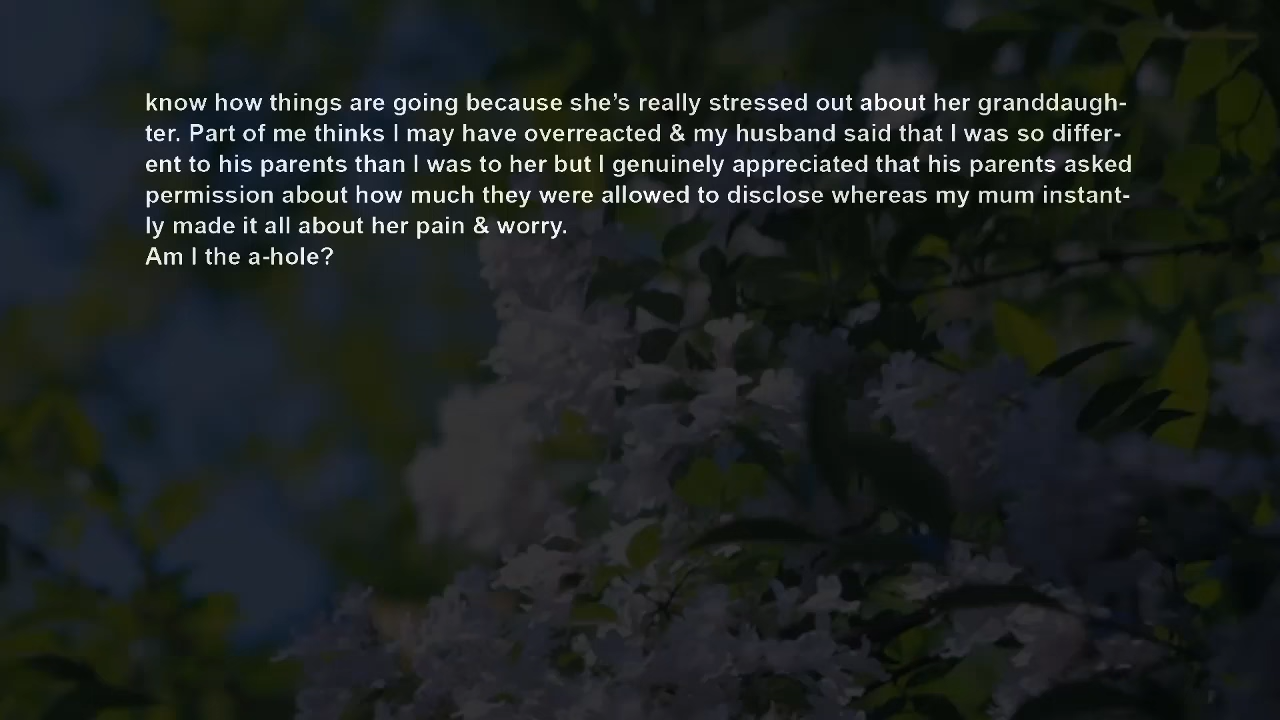 know how things are going because she’s really stressed out about her granddaugh-
ter. Part of me thinks I may have overreacted & my husband said that I was so differ-
ent to his parents than I was to her but I genuinely appreciated that his parents asked
permission about how much they were allowed to disclose whereas my mum instant-
ly made it all about her pain & worry.
Am I the a-hole?